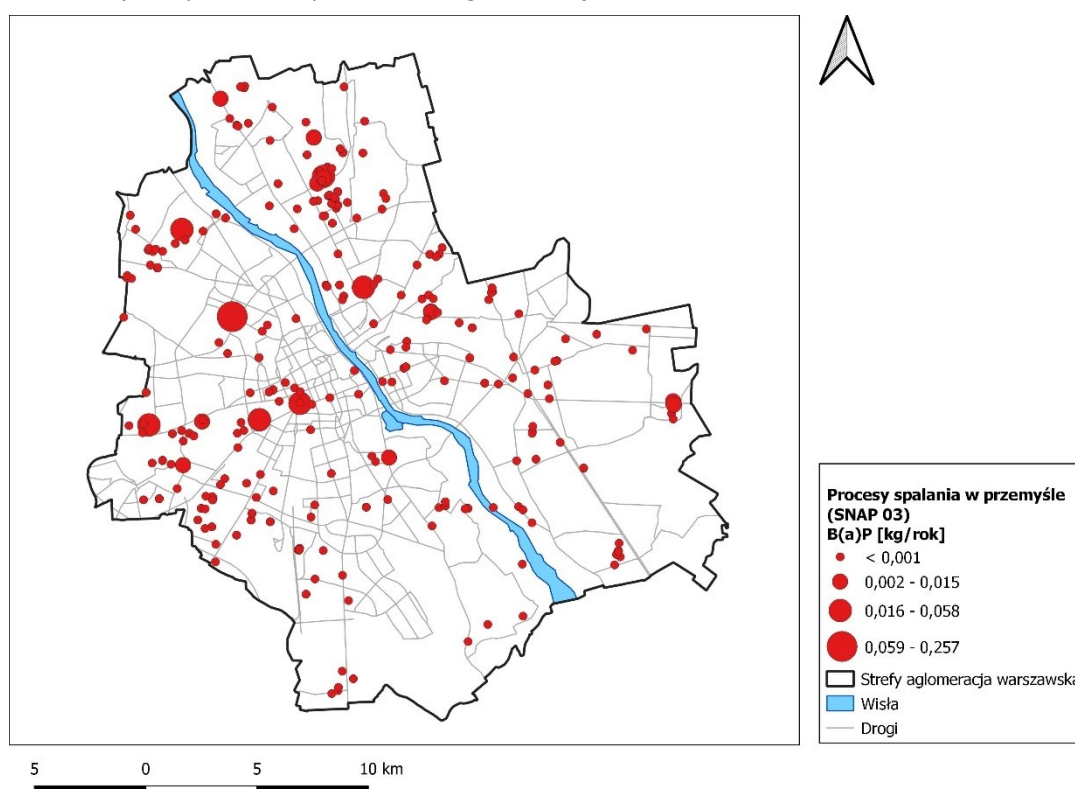 Procesy spalania w przemyśle
(SNAP 03)
B(a)P [kg/rok]
< 0,001
0,002 - 0,015
0,016 - 0,058
0,059 - 0,257
Strefy aglomeracja warszawska
Wisła
Drogi
5 0 5 10 km